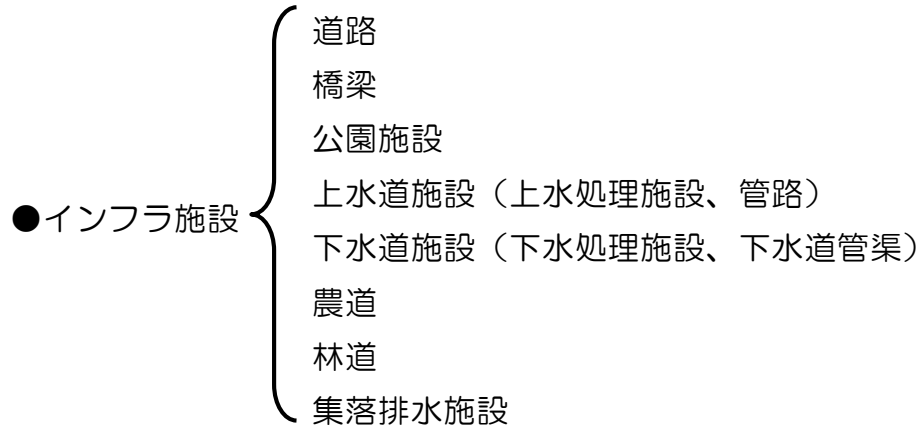 道路
橋梁
公園施設
上水道施設（上水処理施設、管路）
●インフラ施設
下水道施設（下水処理施設、下水道管渠）
農道
林道
集落排水施設